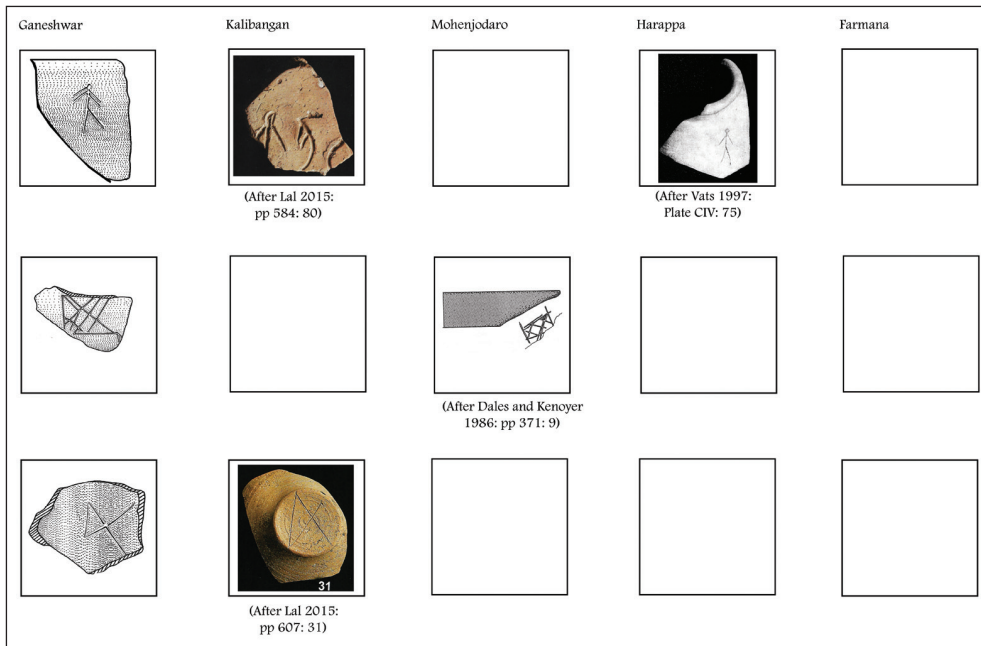 Ganeshwar
Kalibangan
Mohenjodaro
Harappa
Farmana
(After Lal 2015:
pp 584: 80)
(After Vats 1997:
Plate CIV: 75)
(After Dales and Kenoyer
1986: pp 371: 9)
31
(After Lal 2015:
pp 607: 31)